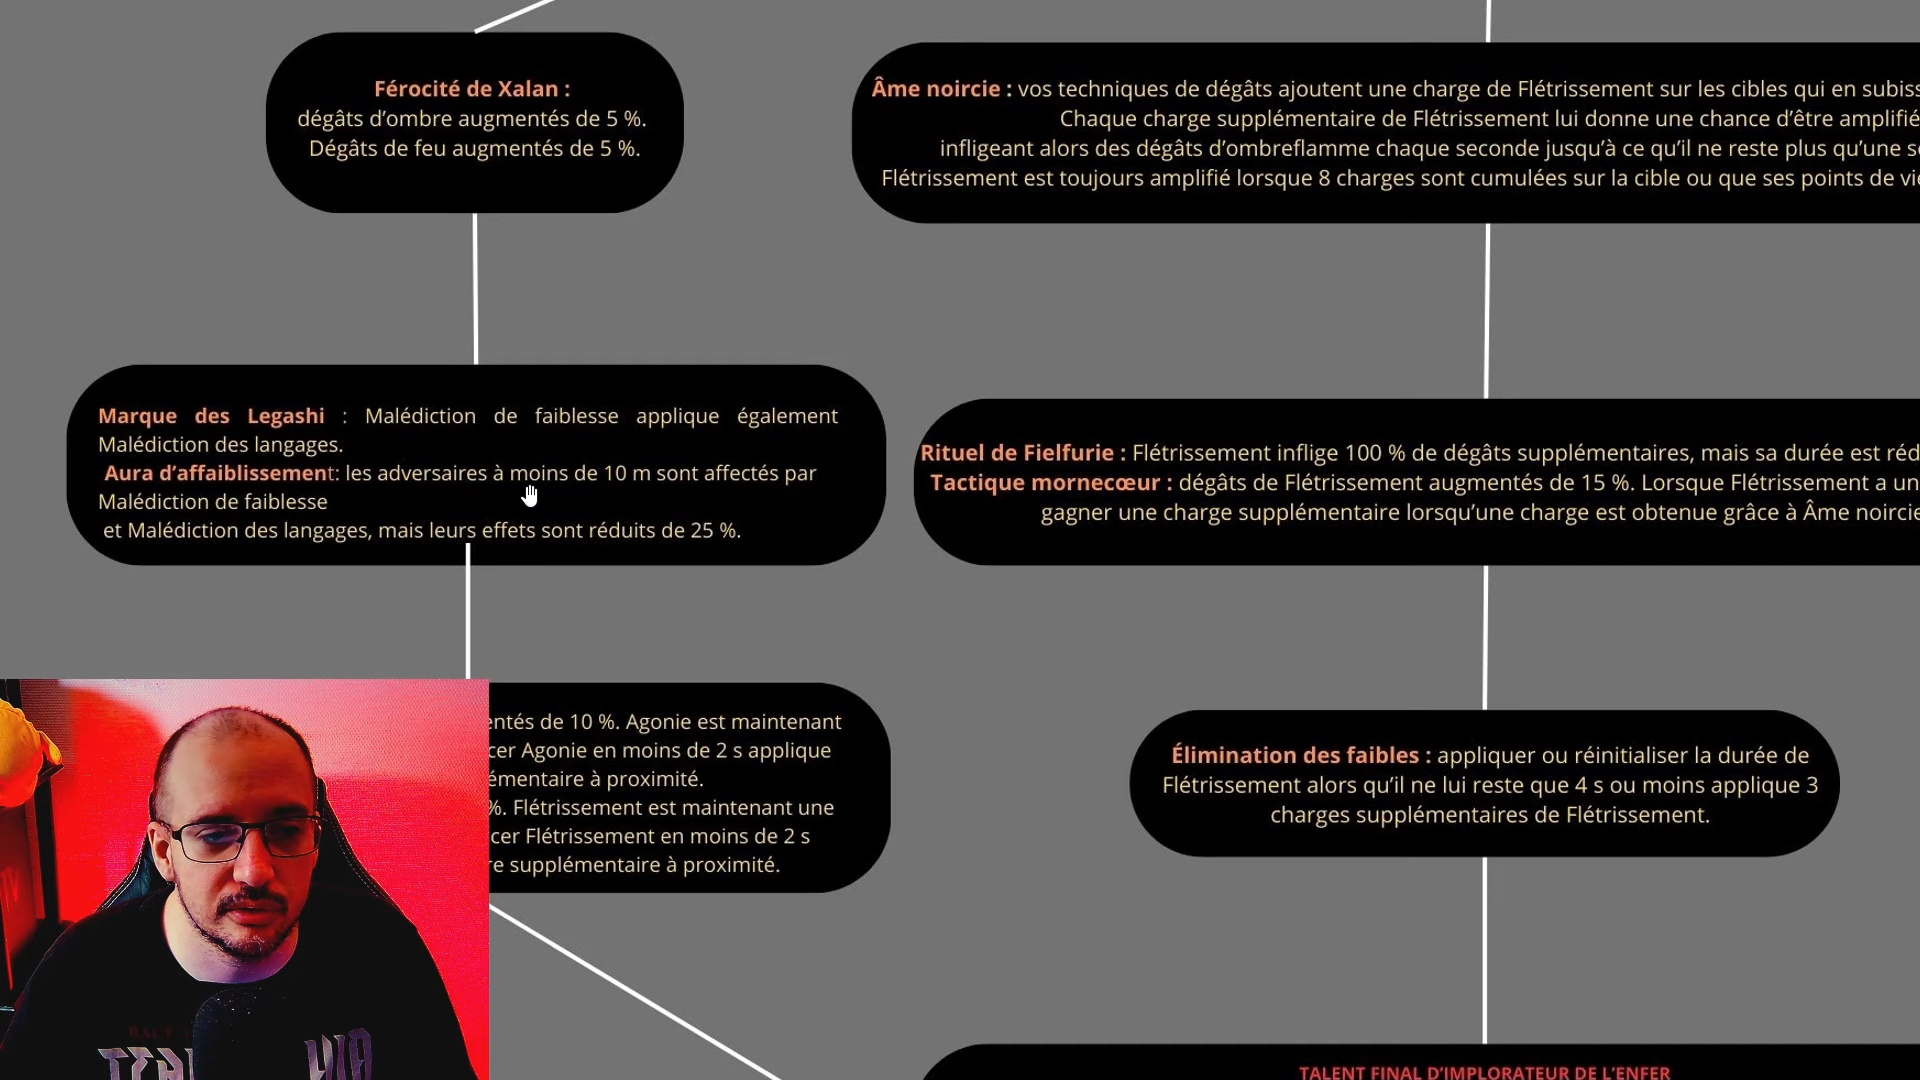 Férocité de Xalan :
dégâts d’ombre augmentés de 5 %.
Dégâts de feu augmentés de 5 %.
Âme noircie : vos techniques de dégâts ajoutent une charge de Flétrissement sur les cibles qui en
Chaque charge supplémentaire de Flétrissement lui donne une chance d’être
infligeant alors des dégâts d’ombreflamme chaque seconde jusqu’à ce qu’il ne reste plus qu’une
Flétrissement est toujours amplifié lorsque 8 charges sont cumulées sur la cible ou que ses points de
Marque des Legashi : Malédiction de faiblesse applique également
Malédiction des langages.
Aura d’affaiblissement: les adversaires à moins de 10 m sont affectés par
Malédiction de faiblesse
et Malédiction des langages, mais leurs effets sont réduits de 25 %.
Rituel de Fielfurie : Flétrissement inflige 100 % de dégâts supplémentaires, mais sa durée est
Tactique mornecœur : dégâts de Flétrissement augmentés de 15 %. Lorsque Flétrissement a
gagner une charge supplémentaire lorsqu’une charge est obtenue grâce à Âme
de 10 %. Agonie est maintenant
Agonie en moins de 2 s applique
à proximité.
%. Flétrissement est maintenant une
Flétrissement en moins de 2 s
supplémentaire à proximité.
Élimination des faibles : appliquer ou réinitialiser la durée de
Flétrissement alors qu’il ne lui reste que 4 s ou moins applique 3
charges supplémentaires de Flétrissement.
TALENT FINAL D’IMPLORATEUR DE L’ENFER